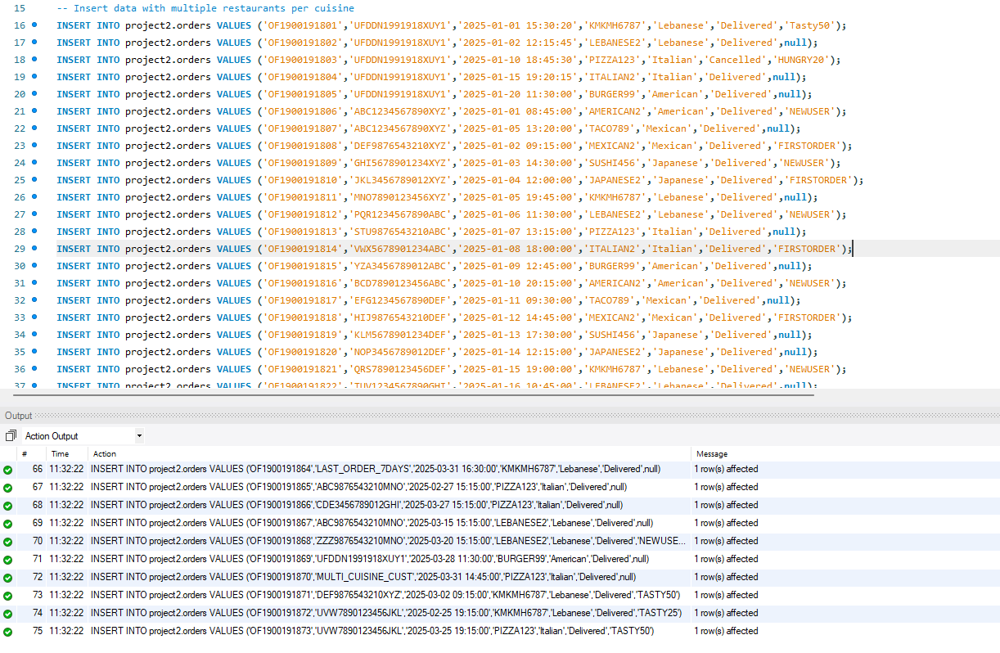 15 -- Insert data with multiple restaurants per cuisine
16 INSERT INTO project2.orders VALUES ('OF1900191801','UFDDN1991918XUY1','2025-01-01 15:30:20','KMKMH6787','Lebanese','Delivered','Tasty50');
17 INSERT INTO project2.orders VALUES ('OF1900191802','UFDDN1991918XUY1','2025-01-02 12:15:45','LEBANESE2','Lebanese','Delivered',null);
18 INSERT INTO project2.orders VALUES ('OF1900191803','UFDDN1991918XUY1','2025-01-10 18:45:30','PIZZA123','Italian','Cancelled','HUNGRY20');
19 INSERT INTO project2.orders VALUES ('OF1900191804','UFDDN1991918XUY1','2025-01-15 19:20:15','ITALIAN2','Italian','Delivered',null);
20 INSERT INTO project2.orders VALUES ('OF1900191805','UFDDN1991918XUY1','2025-01-20 11:30:00','BURGER99','American','Delivered',null);
21 INSERT INTO project2.orders VALUES ('OF1900191806','ABC1234567890XYZ','2025-01-01 08:45:00','AMERICAN2','American','Delivered','NEWUSER');
22 INSERT INTO project2.orders VALUES ('OF1900191807','ABC1234567890XYZ','2025-01-05 13:20:00','TACO789','Mexican','Delivered',null);
23 INSERT INTO project2.orders VALUES ('OF1900191808','DEF9876543210XYZ','2025-01-02 09:15:00','MEXICAN2','Mexican','Delivered','FIRSTORDER');
24 INSERT INTO project2.orders VALUES ('OF1900191809','GHI5678901234XYZ','2025-01-03 14:30:00','SUSHI456','Japanese','Delivered','NEWUSER');
25 INSERT INTO project2.orders VALUES ('OF1900191810','JKL3456789012XYZ','2025-01-04 12:00:00','JAPANESE2','Japanese','Delivered','FIRSTORDER');
26 INSERT INTO project2.orders VALUES ('OF1900191811','MNO7890123456XYZ','2025-01-05 19:45:00','KMKMH6787','Lebanese','Delivered',null);
27 INSERT INTO project2.orders VALUES ('OF1900191812','PQR1234567890ABC','2025-01-06 11:30:00','LEBANESE2','Lebanese','Delivered','NEWUSER');
28 INSERT INTO project2.orders VALUES ('OF1900191813','STU9876543210ABC','2025-01-07 13:15:00','PIZZA123','Italian','Delivered',null);
29 INSERT INTO project2.orders VALUES ('OF1900191814','VWX5678901234ABC','2025-01-08 18:00:00','ITALIAN2','Italian','Delivered','FIRSTORDER');
30 INSERT INTO project2.orders VALUES ('OF1900191815','YZA3456789012ABC','2025-01-09 12:45:00','BURGER99','American','Delivered',null);
31 INSERT INTO project2.orders VALUES ('OF1900191816','BCD7890123456ABC','2025-01-10 20:15:00','AMERICAN2','American','Delivered','NEWUSER');
32 INSERT INTO project2.orders VALUES ('OF1900191817','EFG1234567890DEF','2025-01-11 09:30:00','TACO789','Mexican','Delivered',null);
33 INSERT INTO project2.orders VALUES ('OF1900191818','HIJ9876543210DEF','2025-01-12 14:45:00','MEXICAN2','Mexican','Delivered','FIRSTORDER');
34 INSERT INTO project2.orders VALUES ('OF1900191819','KLM5678901234DEF','2025-01-13 17:30:00','SUSHI456','Japanese','Delivered',null);
35 INSERT INTO project2.orders VALUES ('OF1900191820','NOP3456789012DEF','2025-01-14 12:15:00','JAPANESE2','Japanese','Delivered',null);
36 INSERT INTO project2.orders VALUES ('OF1900191821','QRS7890123456DEF','2025-01-15 19:00:00','KMKMH6787','Lebanese','Delivered','NEWUSER');
37 INSERT INTO project2.orders VALUES ('OF1900191822','TUV1234567890GHI','2025-01-16 10:45:00','LEBANESE2','Lebanese','Delivered',null);
Output
Action Output
# Time Action Message
66 11:32:22 INSERT INTO project2.orders VALUES ('OF1900191864','LAST_ORDER_7DAYS','2025-03-31 16:30:00','KMKMH6787','Lebanese','Delivered',null) 1 row(s) affected
67 11:32:22 INSERT INTO project2.orders VALUES ('OF1900191865','ABC9876543210MNO','2025-02-27 15:15:00','PIZZA123','Italian','Delivered',null) 1 row(s) affected
68 11:32:22 INSERT INTO project2.orders VALUES ('OF1900191866','CDE3456789012GHI','2025-03-27 15:15:00','PIZZA123','Italian','Delivered',null) 1 row(s) affected
69 11:32:22 INSERT INTO project2.orders VALUES ('OF1900191867','ABC9876543210MNO','2025-03-15 15:15:00','LEBANESE2','Lebanese','Delivered',null) 1 row(s) affected
70 11:32:22 INSERT INTO project2.orders VALUES ('OF1900191868','ZZZ9876543210MNO','2025-03-20 15:15:00','LEBANESE2','Lebanese','Delivered','NEWUSE... 1 row(s) affected
71 11:32:22 INSERT INTO project2.orders VALUES ('OF1900191869','UFDDN1991918XUY1','2025-03-28 11:30:00','BURGER99','American','Delivered',null) 1 row(s) affected
72 11:32:22 INSERT INTO project2.orders VALUES ('OF1900191870','MULTI_CUISINE_CUST','2025-03-31 14:45:00','PIZZA123','Italian','Delivered',null) 1 row(s) affected
73 11:32:22 INSERT INTO project2.orders VALUES ('OF1900191871','DEF9876543210XYZ','2025-03-02 09:15:00','KMKMH6787','Lebanese','Delivered','TASTY50') 1 row(s) affected
74 11:32:22 INSERT INTO project2.orders VALUES ('OF1900191872','UVW7890123456JKL','2025-02-25 19:15:00','KMKMH6787','Lebanese','Delivered','TASTY25') 1 row(s) affected
75 11:32:22 INSERT INTO project2.orders VALUES ('OF1900191873','UVW7890123456JKL','2025-03-25 19:15:00','PIZZA123','Italian','Delivered','TASTY50') 1 row(s) affected